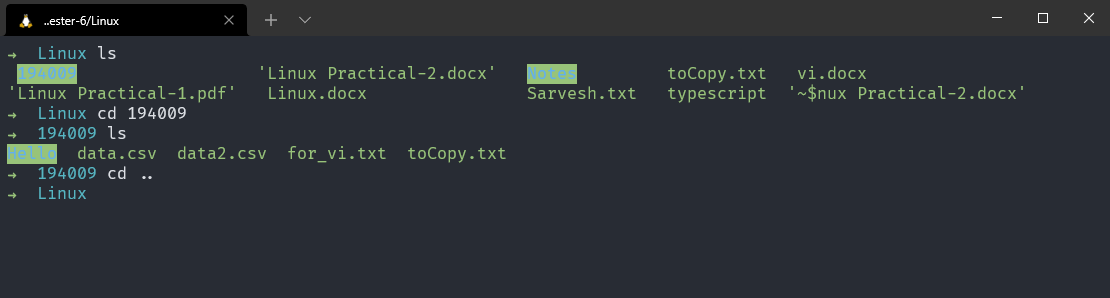 ..ester-6/Linux
→ Linux ls
194009 'Linux Practical-2.docx' Notes toCopy.txt vi.docx
'Linux Practical-1.pdf' Linux.docx Sarvesh.txt typescript '~$nux Practical-2.docx'
→ Linux cd 194009
→ 194009 ls
Hello data.csv data2.csv for_vi.txt toCopy.txt
→ 194009 cd ..
→ Linux